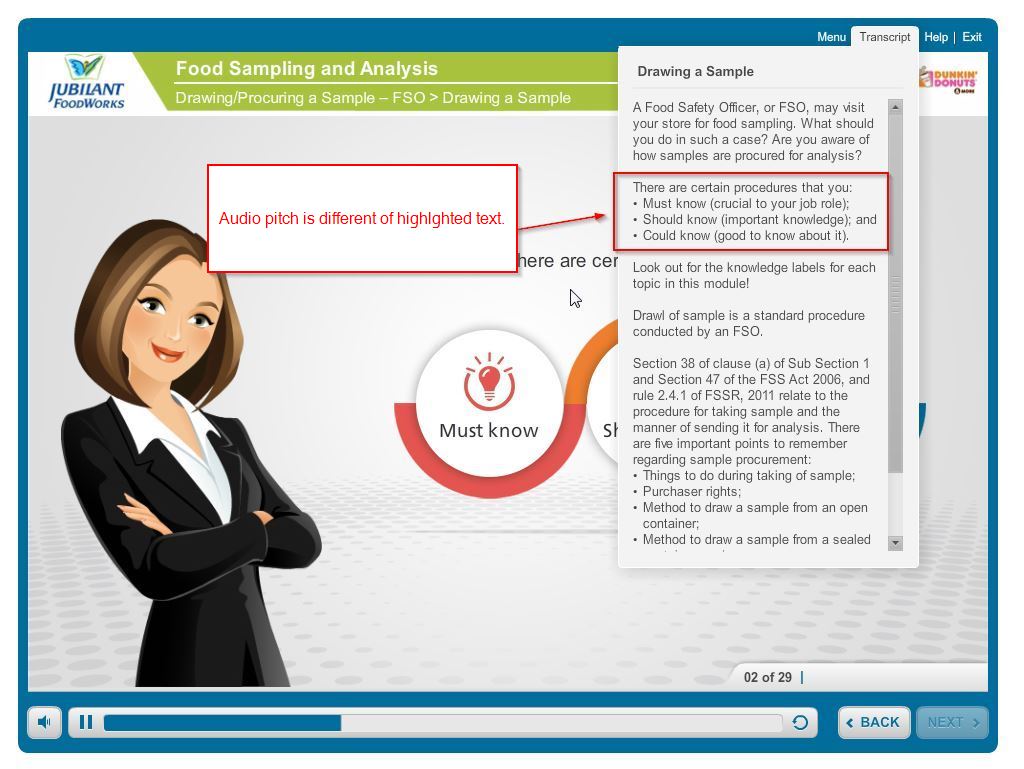 Menu Transcript Help | Exit
JUBILANT
FOODWORKS
Food Sampling and Analysis
Drawing/Procuring a Sample – FSO > Drawing a Sample
DUNKIN'
DONUTS
& MORE
Drawing a Sample
A Food Safety Officer, or FSO, may visit
your store for food sampling. What should
you do in such a case? Are you aware of
how samples are procured for analysis?
There are certain procedures that you:
• Must know (crucial to your job role);
• Should know (important knowledge); and
• Could know (good to know about it).
Look out for the knowledge labels for each
topic in this module!
Drawl of sample is a standard procedure
conducted by an FSO.
Section 38 of clause (a) of Sub Section 1
and Section 47 of the FSS Act 2006, and
rule 2.4.1 of FSSR, 2011 relate to the
procedure for taking sample and the
manner of sending it for analysis. There
are five important points to remember
regarding sample procurement:
• Things to do during taking of sample;
• Purchaser rights;
• Method to draw a sample from an open
container;
• Method to draw a sample from a sealed
Audio pitch is different of highlghted text.
here are cer
Must know
Sh
02 of 29 |
BACK
NEXT